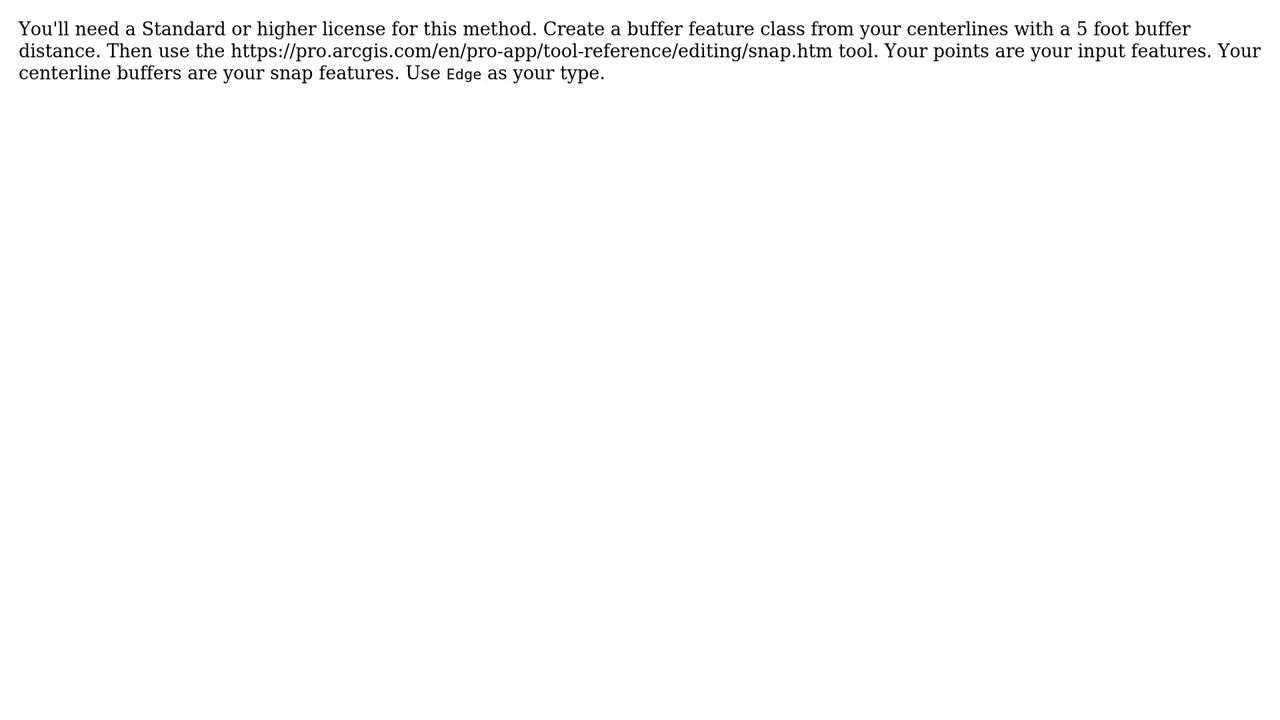 You'll need a Standard or higher license for this method. Create a buffer feature class from your centerlines with a 5 foot buffer
distance. Then use the https://pro.arcgis.com/en/pro-app/tool-reference/editing/snap.htm tool. Your points are your input features. Your
centerline buffers are your snap features. Use Edge as your type.